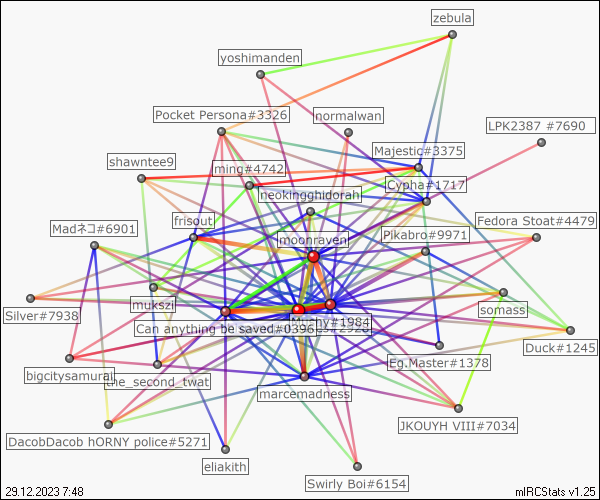 zebula
yoshimanden
Pocket Persona#3326
normalwan
LPK2387 #7690
Majestic#3375
shawntee9
ming#4742
Cypha#1717
neokingghidorah
frisout
Fedora Stoat#4479
Madネコ#6901
Pikabro#9971
moonraven
mukszi
somass
Silver#7938
Can anything be saved#0396
Murphy#1984
Duck#1245
Eg.Master#1378
bigcitysamurai
the_second_twat
marcemadness
JKOUYH VIII#7034
DacobDacob hORNY police#5271
eliakith
Swirly Boi#6154
29.12.2023 7:48
mIRCStats v1.25